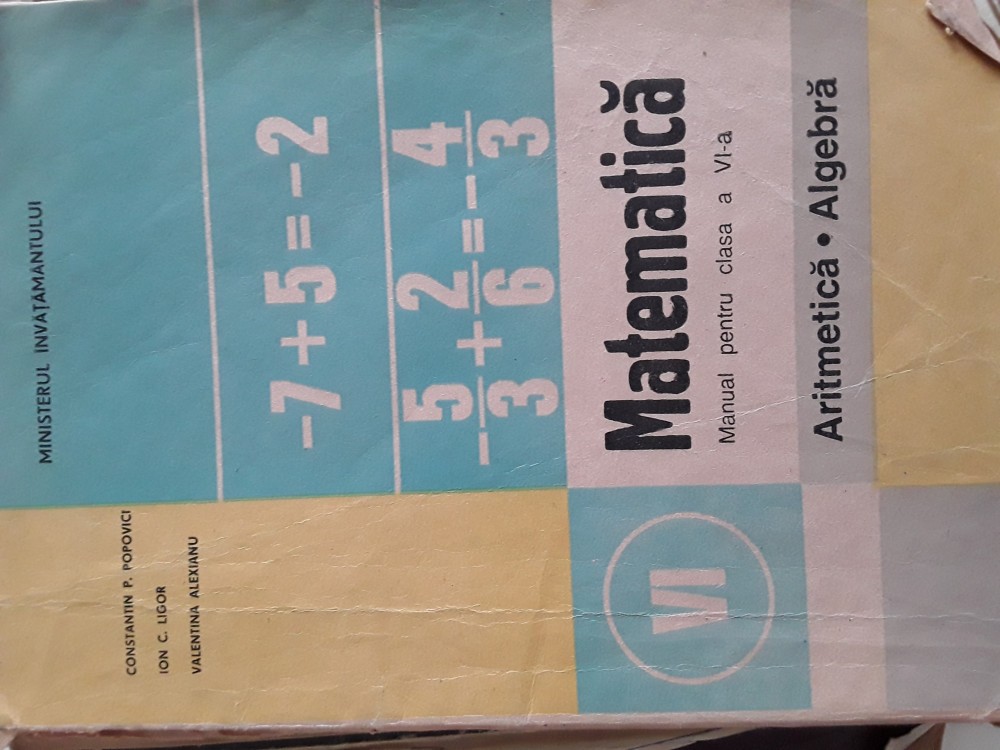 MINISTERUL INVĂȚĂMÂNTULUI
CONSTANTIN P. POPOVICI
ION C. LIGOR
VALENTINA ALEXIANU
-7+5=-2
-5/3+2/6=-4/3
VI
Matematică
Manual pentru clasa a VI-a
Aritmetică • Algebră